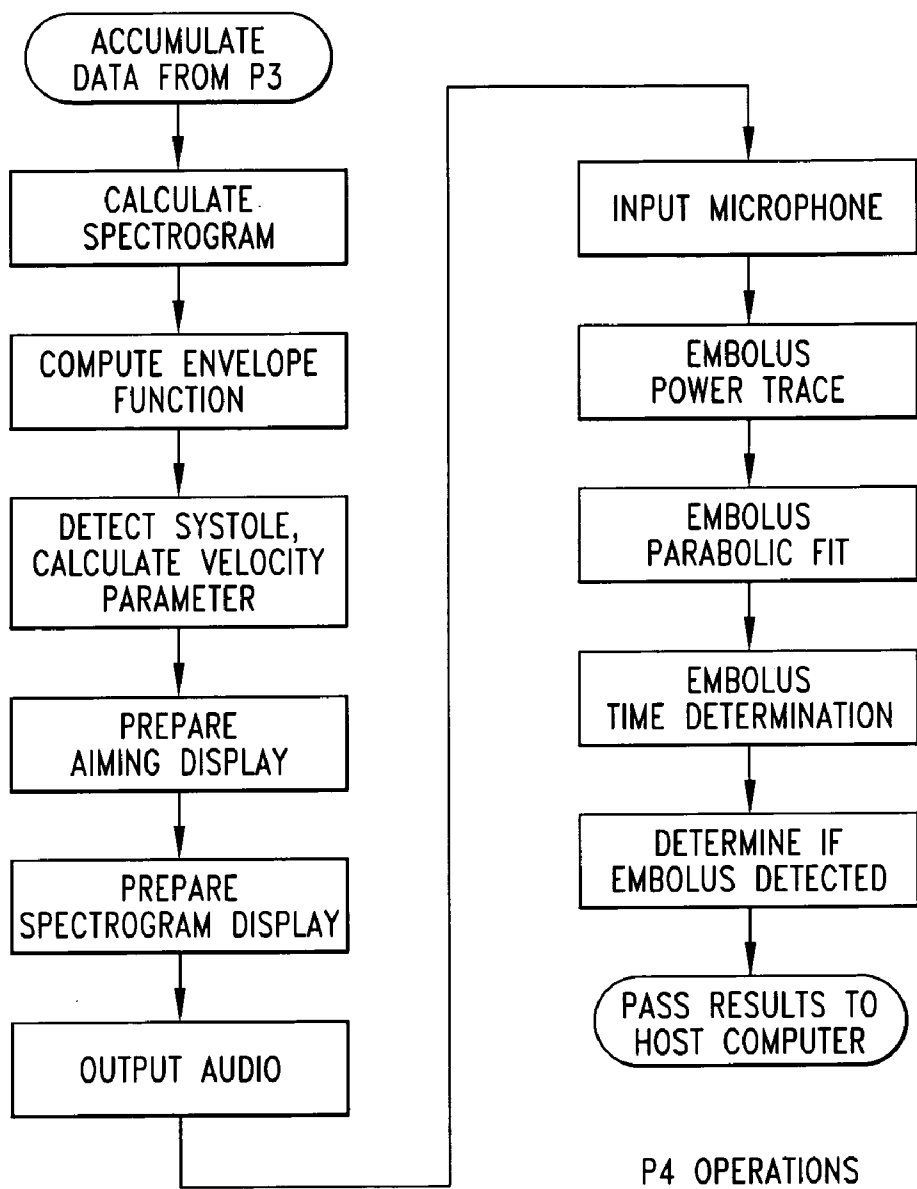 ACCUMULATE
DATA FROM P3
CALCULATE
SPECTROGRAM
COMPUTE ENVELOPE
FUNCTION
DETECT SYSTOLE,
CALCULATE VELOCITY
PARAMETER
PREPARE
AIMING DISPLAY
PREPARE
SPECTROGRAM DISPLAY
OUTPUT AUDIO
INPUT MICROPHONE
EMBOLUS
POWER TRACE
EMBOLUS
PARABOLIC FIT
EMBOLUS
TIME DETERMINATION
DETERMINE IF
EMBOLUS DETECTED
PASS RESULTS TO
HOST COMPUTER
P4 OPERATIONS